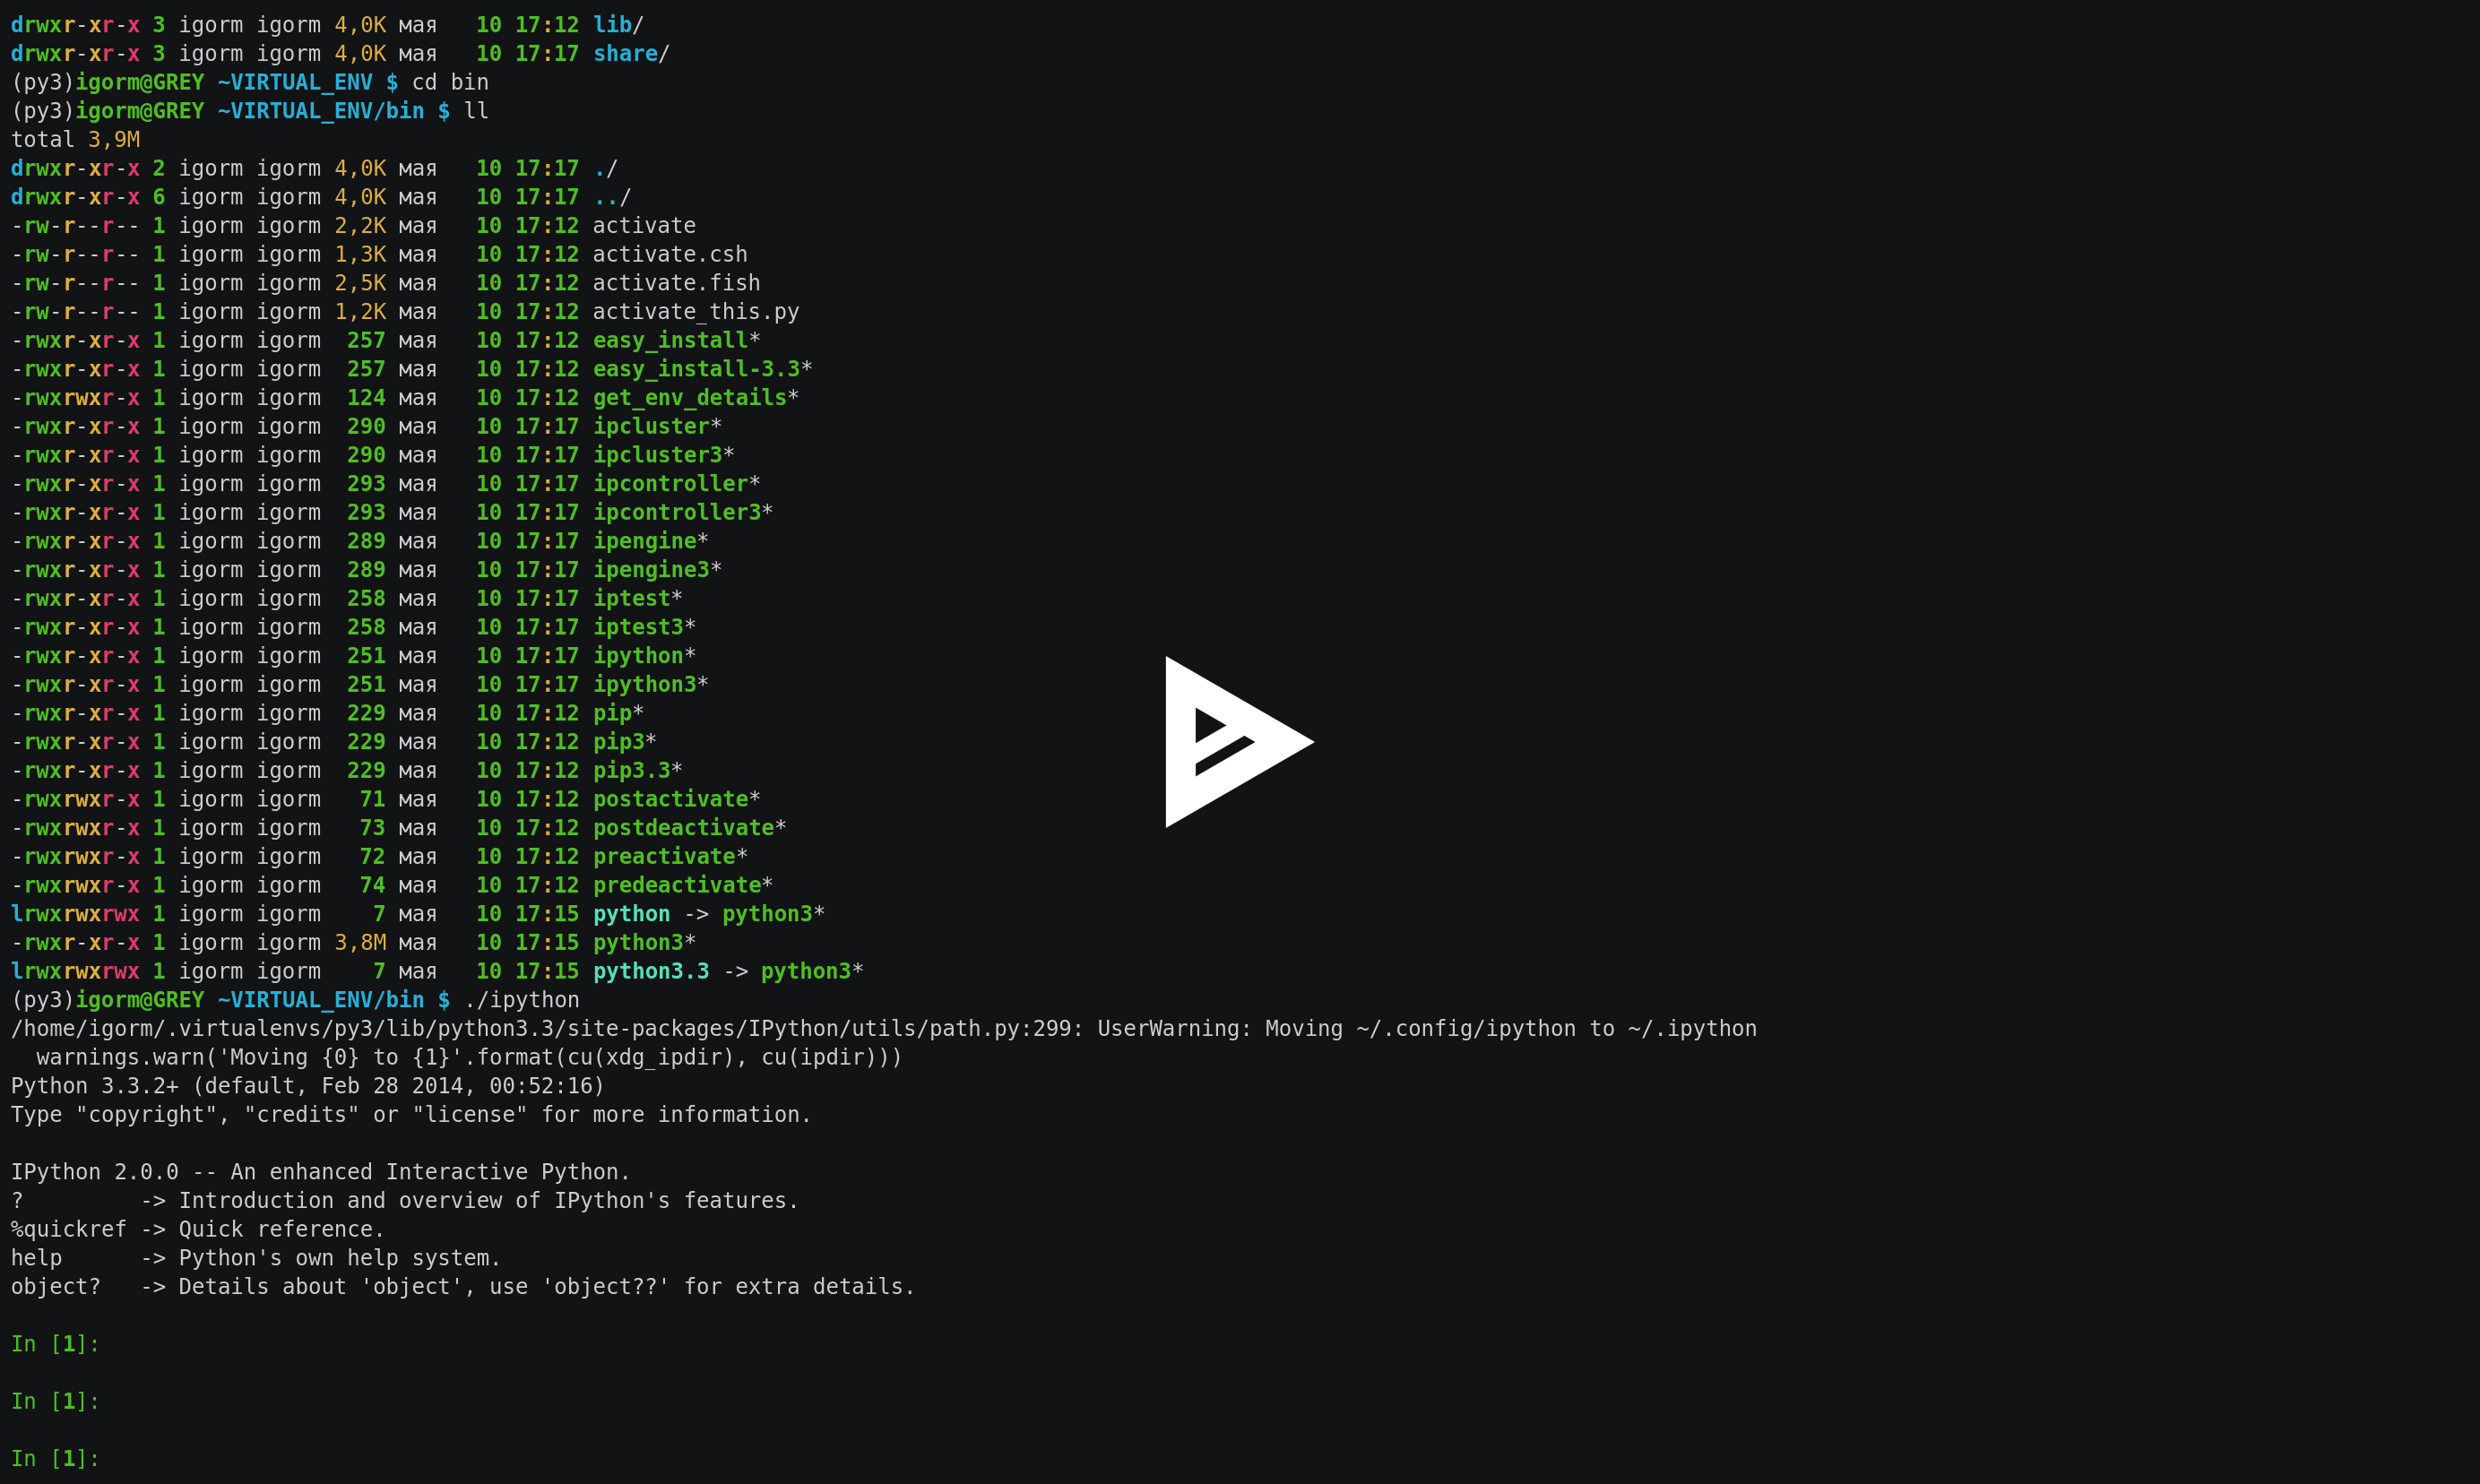 drwxr-xr-x 3 igorm igorm 4,0K мая   10 17:12 lib/
drwxr-xr-x 3 igorm igorm 4,0K мая   10 17:17 share/
(py3)igorm@GREY ~VIRTUAL_ENV $ cd bin
(py3)igorm@GREY ~VIRTUAL_ENV/bin $ ll
total 3,9M
drwxr-xr-x 2 igorm igorm 4,0K мая   10 17:17 ./
drwxr-xr-x 6 igorm igorm 4,0K мая   10 17:17 ../
-rw-r--r-- 1 igorm igorm 2,2K мая   10 17:12 activate
-rw-r--r-- 1 igorm igorm 1,3K мая   10 17:12 activate.csh
-rw-r--r-- 1 igorm igorm 2,5K мая   10 17:12 activate.fish
-rw-r--r-- 1 igorm igorm 1,2K мая   10 17:12 activate_this.py
-rwxr-xr-x 1 igorm igorm  257 мая   10 17:12 easy_install*
-rwxr-xr-x 1 igorm igorm  257 мая   10 17:12 easy_install-3.3*
-rwxrwxr-x 1 igorm igorm  124 мая   10 17:12 get_env_details*
-rwxr-xr-x 1 igorm igorm  290 мая   10 17:17 ipcluster*
-rwxr-xr-x 1 igorm igorm  290 мая   10 17:17 ipcluster3*
-rwxr-xr-x 1 igorm igorm  293 мая   10 17:17 ipcontroller*
-rwxr-xr-x 1 igorm igorm  293 мая   10 17:17 ipcontroller3*
-rwxr-xr-x 1 igorm igorm  289 мая   10 17:17 ipengine*
-rwxr-xr-x 1 igorm igorm  289 мая   10 17:17 ipengine3*
-rwxr-xr-x 1 igorm igorm  258 мая   10 17:17 iptest*
-rwxr-xr-x 1 igorm igorm  258 мая   10 17:17 iptest3*
-rwxr-xr-x 1 igorm igorm  251 мая   10 17:17 ipython*
-rwxr-xr-x 1 igorm igorm  251 мая   10 17:17 ipython3*
-rwxr-xr-x 1 igorm igorm  229 мая   10 17:12 pip*
-rwxr-xr-x 1 igorm igorm  229 мая   10 17:12 pip3*
-rwxr-xr-x 1 igorm igorm  229 мая   10 17:12 pip3.3*
-rwxrwxr-x 1 igorm igorm   71 мая   10 17:12 postactivate*
-rwxrwxr-x 1 igorm igorm   73 мая   10 17:12 postdeactivate*
-rwxrwxr-x 1 igorm igorm   72 мая   10 17:12 preactivate*
-rwxrwxr-x 1 igorm igorm   74 мая   10 17:12 predeactivate*
lrwxrwxrwx 1 igorm igorm    7 мая   10 17:15 python -> python3*
-rwxr-xr-x 1 igorm igorm 3,8M мая   10 17:15 python3*
lrwxrwxrwx 1 igorm igorm    7 мая   10 17:15 python3.3 -> python3*
(py3)igorm@GREY ~VIRTUAL_ENV/bin $ ./ipython
/home/igorm/.virtualenvs/py3/lib/python3.3/site-packages/IPython/utils/path.py:299: UserWarning: Moving ~/.config/ipython to ~/.ipython
  warnings.warn('Moving {0} to {1}'.format(cu(xdg_ipdir), cu(ipdir)))
Python 3.3.2+ (default, Feb 28 2014, 00:52:16)
Type "copyright", "credits" or "license" for more information.

IPython 2.0.0 -- An enhanced Interactive Python.
?         -> Introduction and overview of IPython's features.
%quickref -> Quick reference.
help      -> Python's own help system.
object?   -> Details about 'object', use 'object??' for extra details.

In [1]:

In [1]:

In [1]: